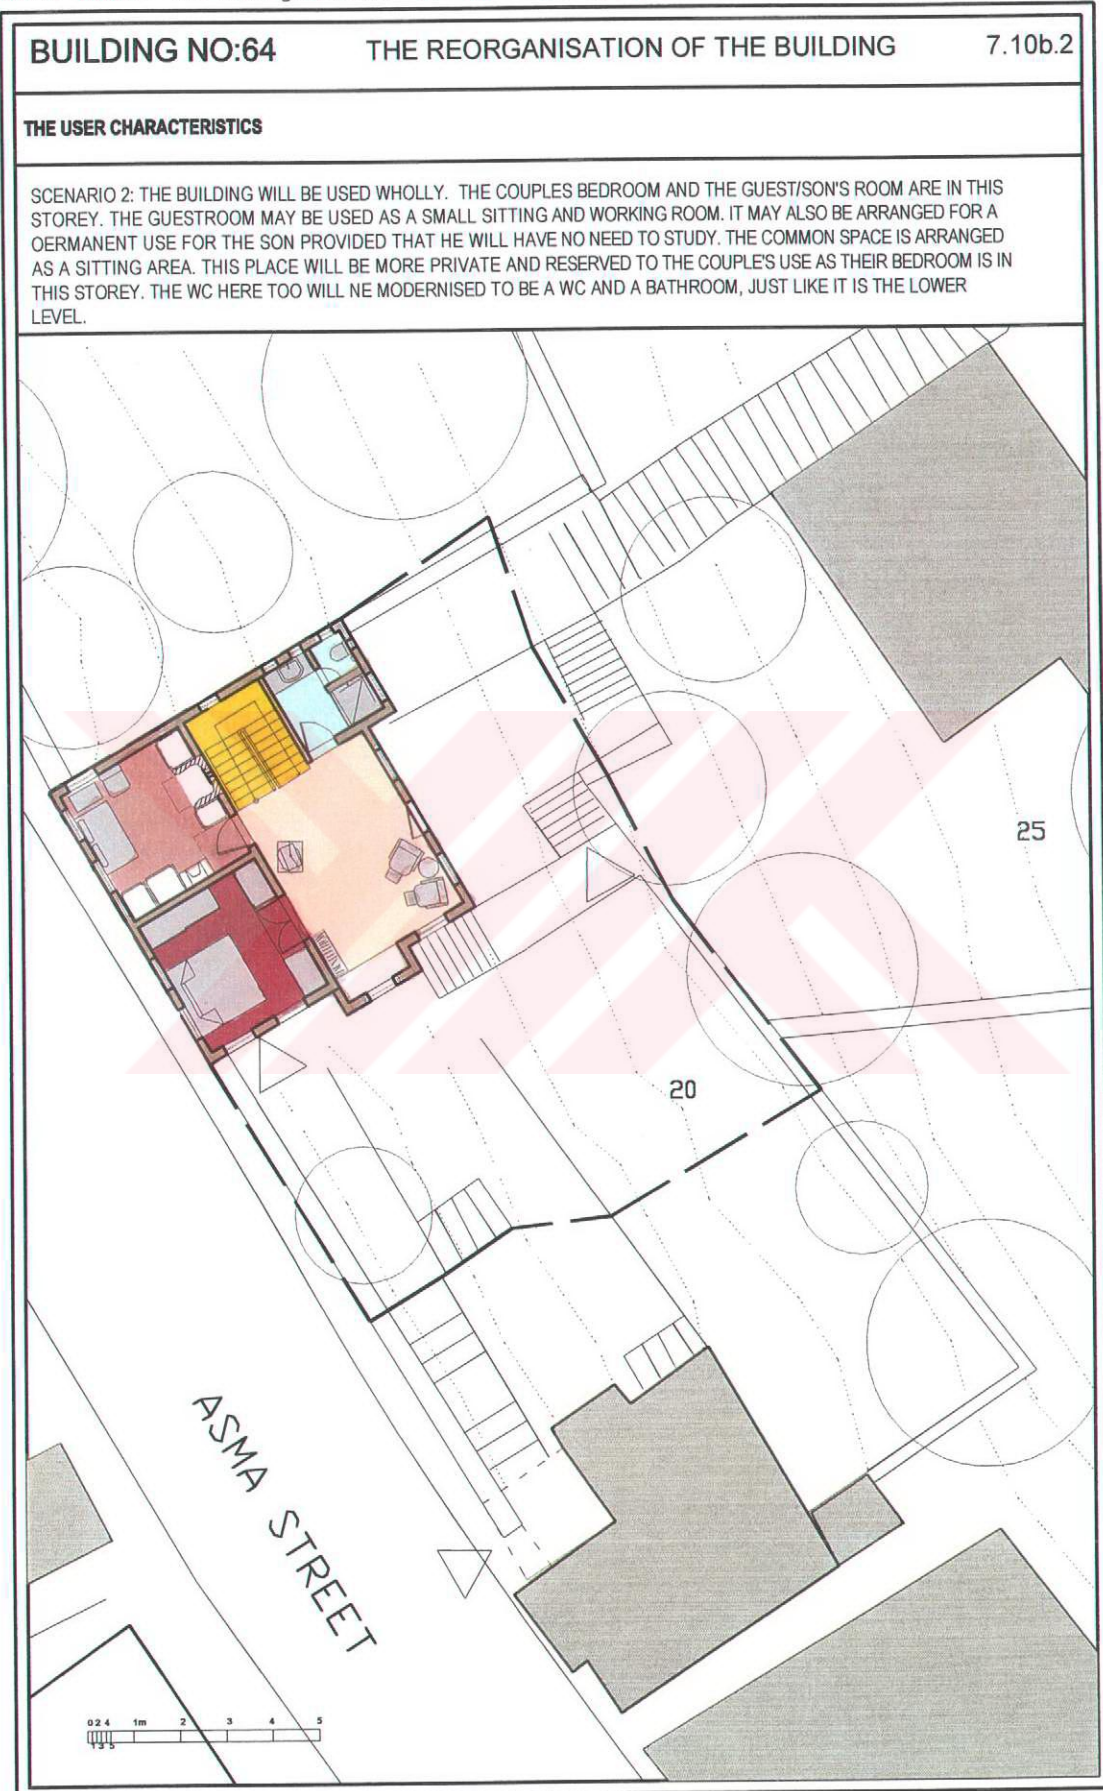 BUILDING NO:64 THE REORGANISATION OF THE BUILDING 7.10b.2
THE USER CHARACTERISTICS
SCENARIO 2: THE BUILDING WILL BE USED WHOLLY. THE COUPLES BEDROOM AND THE GUEST/SON'S ROOM ARE IN THIS
STOREY. THE GUESTROOM MAY BE USED AS A SMALL SITTING AND WORKING ROOM. IT MAY ALSO BE ARRANGED FOR A
OERMANENT USE FOR THE SON PROVIDED THAT HE WILL HAVE NO NEED TO STUDY. THE COMMON SPACE IS ARRANGED
AS A SITTING AREA. THIS PLACE WILL BE MORE PRIVATE AND RESERVED TO THE COUPLE'S USE AS THEIR BEDROOM IS IN
THIS STOREY. THE WC HERE TOO WILL NE MODERNISED TO BE A WC AND A BATHROOM, JUST LIKE IT IS THE LOWER
LEVEL.
25
20
ASMA STREET
0 2 4 1m 2 3 4 5
1 3 5